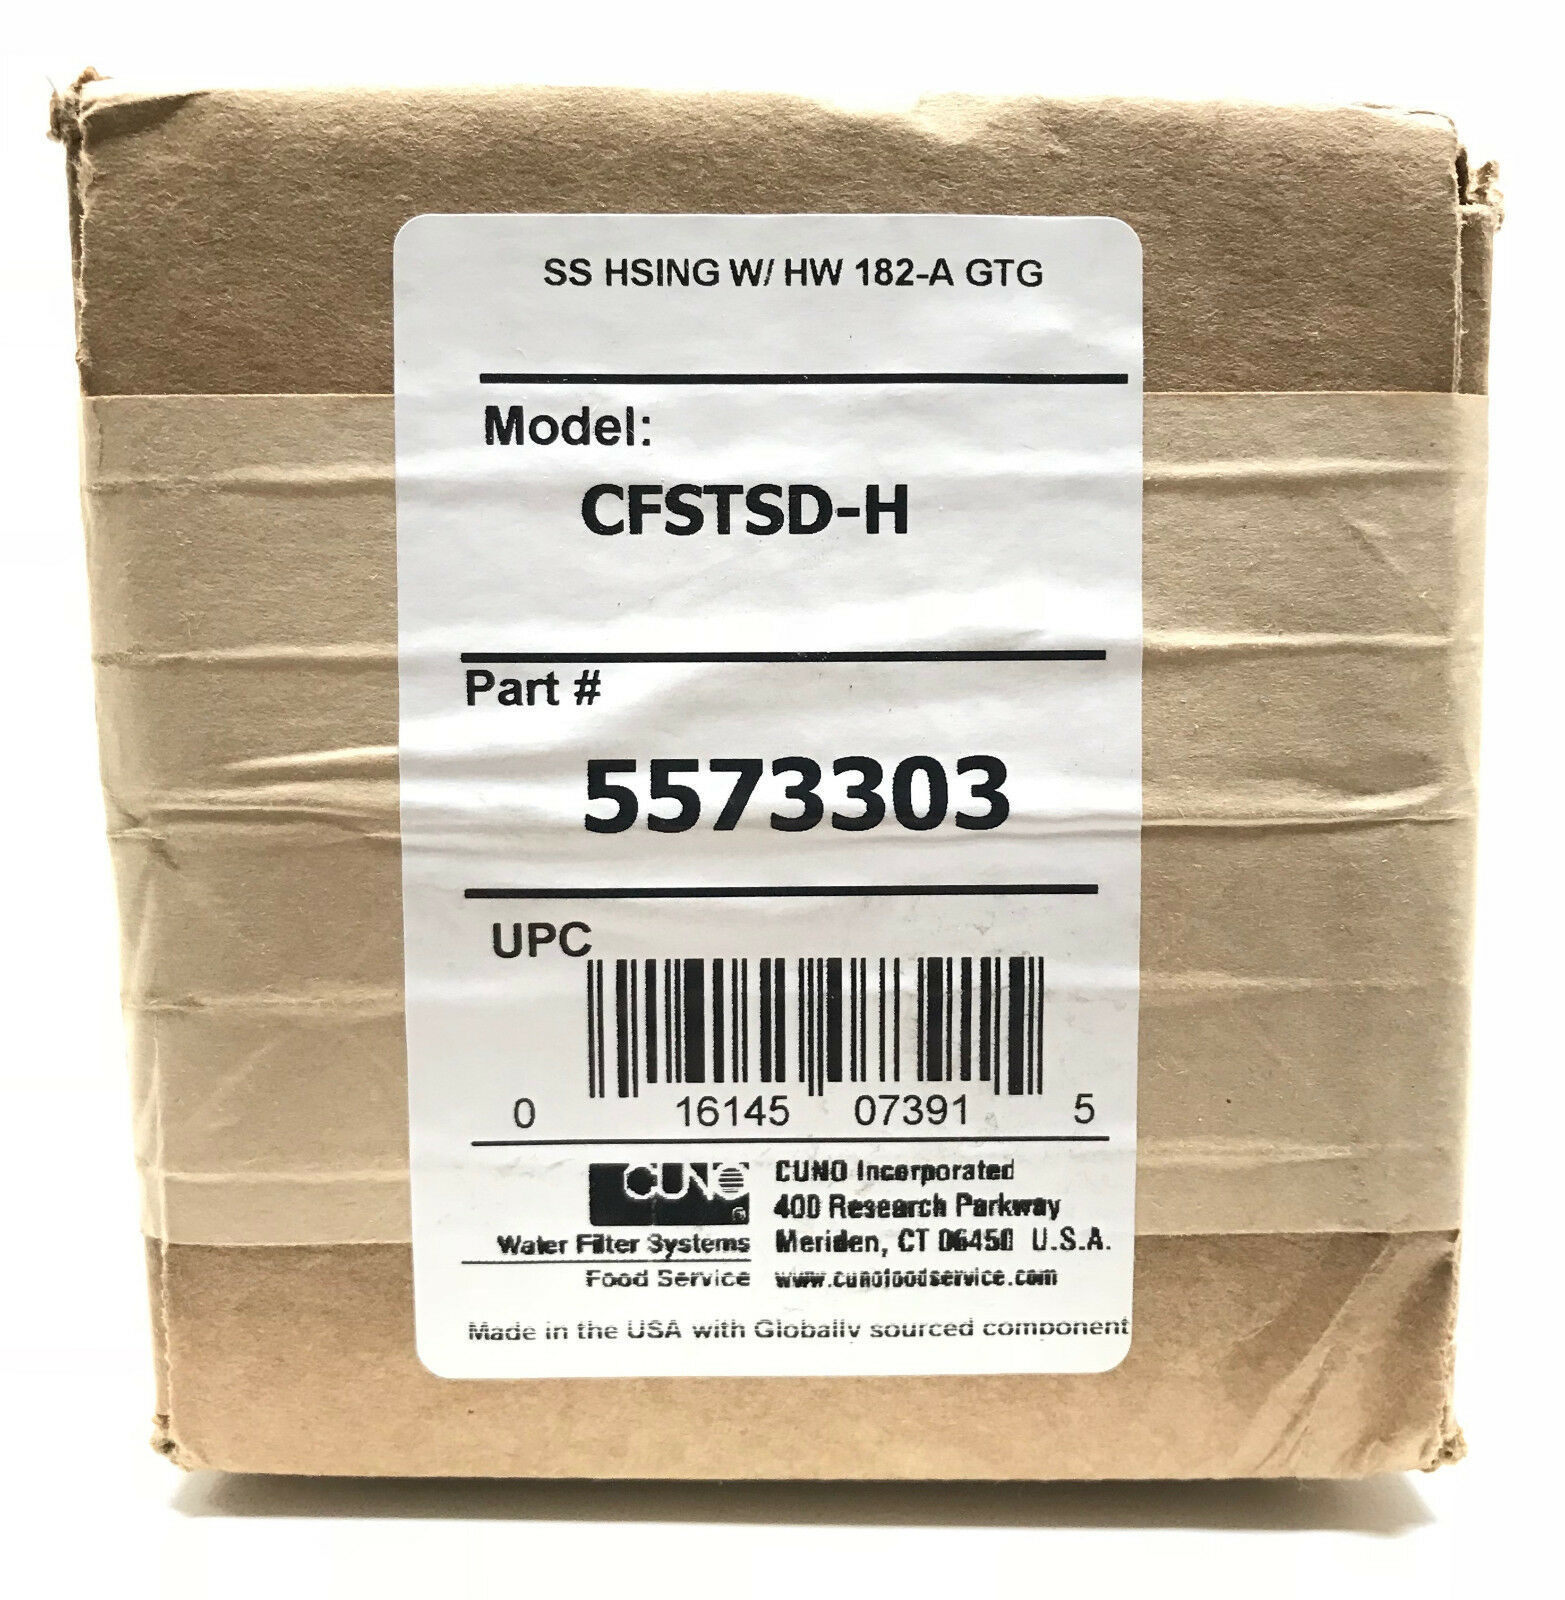 SS HSING W/ HW 182-A GTG
Model:
CFSTSD-H
Part #
5573303
UPC
0 16145 07391 5
CUNO
®
Water Filter Systems
Food Service
CUNO Incorporated
400 Research Parkway
Meriden, CT 06450 U.S.A.
www.cunofoodservice.com
Made in the USA with Globally sourced component